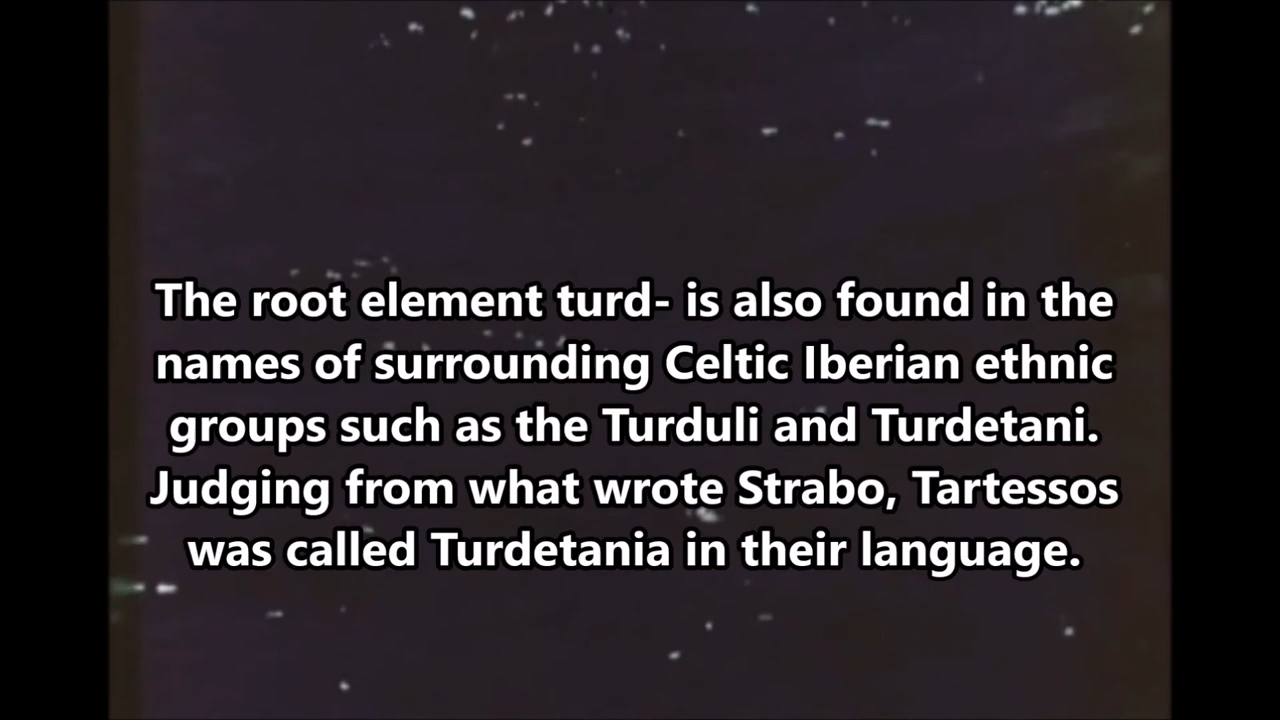 The root element turd- is also found in the
names of surrounding Celtic Iberian ethnic
groups such as the Turduli and Turdetani.
Judging from what wrote Strabo, Tartessos
was called Turdetania in their language.